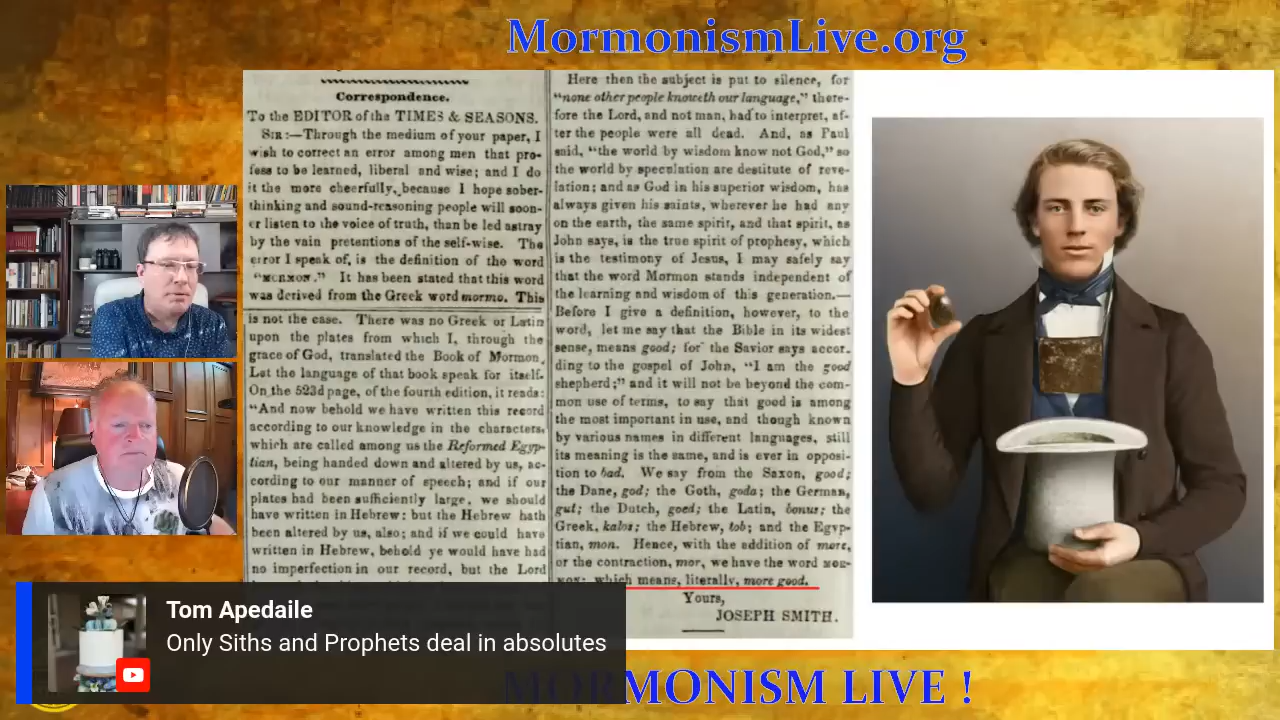 MormonismLive.org
Correspondence.
To the EDITOR of the TIMES & SEASONS.
SIR:—Through the medium of your paper, I
wish to correct an error among men that pro-
fess to be learned, liberal and wise; and I do
it the more cheerfully, because I hope sober-
thinking and sound-reasoning people will soon-
er listen to the voice of truth, than be led astray
by the vain pretentions of the self-wise. The
error I speak of, is the definition of the word
"MORMON." It has been stated that this word
was derived from the Greek word mormo. This
is not the case. There was no Greek or Latin
upon the plates from which I, through the
grace of God, translated the Book of Mormon.
Let the language of that book speak for itself.
On the 523d page, of the fourth edition, it reads:
"And now behold we have written this record
according to our knowledge in the characters,
which are called among us the Reformed Egyp-
tian, being handed down and altered by us, ac-
cording to our manner of speech; and if our
plates had been sufficiently large, we should
have written in Hebrew: but the Hebrew hath
been altered by us, also; and if we could have
written in Hebrew, behold ye would have had
no imperfection in our record, but the Lord
Here then the subject is put to silence, for
"none other people knoweth our language," there-
fore the Lord, and not man, had to interpret, af-
ter the people were all dead. And, as Paul
said, "the world by wisdom know not God," so
the world by speculation are destitute of reve-
lation; and as God in his superior wisdom, has
always given his saints, wherever he had any
on the earth, the same spirit, and that spirit, as
John says, is the true spirit of prophesy, which
is the testimony of Jesus, I may safely say
that the word Mormon stands independent of
the learning and wisdom of this generation.—
Before I give a definition, however, to the
word, let me say that the Bible in its widest
sense, means good; for the Savior says accor-
ding to the gospel of John, "I am the good
shepherd;" and it will not be beyond the com-
mon use of terms, to say that good is among
the most important in use, and though known
by various names in different languages, still
its meaning is the same, and is ever in opposi-
tion to bad. We say from the Saxon, good;
the Dane, god; the Goth, goda; the German,
gut; the Dutch, goed; the Latin, bonus; the
Greek, kalos; the Hebrew, tob; and the Egyp-
tian, mon. Hence, with the addition of more,
or the contraction, mor, we have the word MOR-
MON; which means, literally, more good.
Yours,
JOSEPH SMITH.
Tom Apedaile
Only Siths and Prophets deal in absolutes
MORMONISM LIVE !